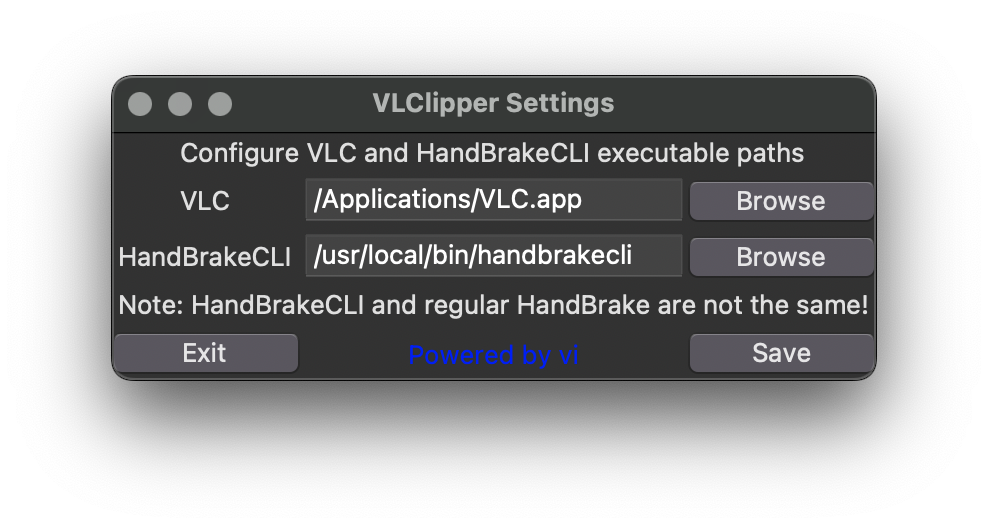 VLClipper Settings
Configure VLC and HandBrakeCLI executable paths
VLC /Applications/VLC.app Browse
HandBrakeCLI /usr/local/bin/handbrakecli Browse
Note: HandBrakeCLI and regular HandBrake are not the same!
Exit Powered by vi Save